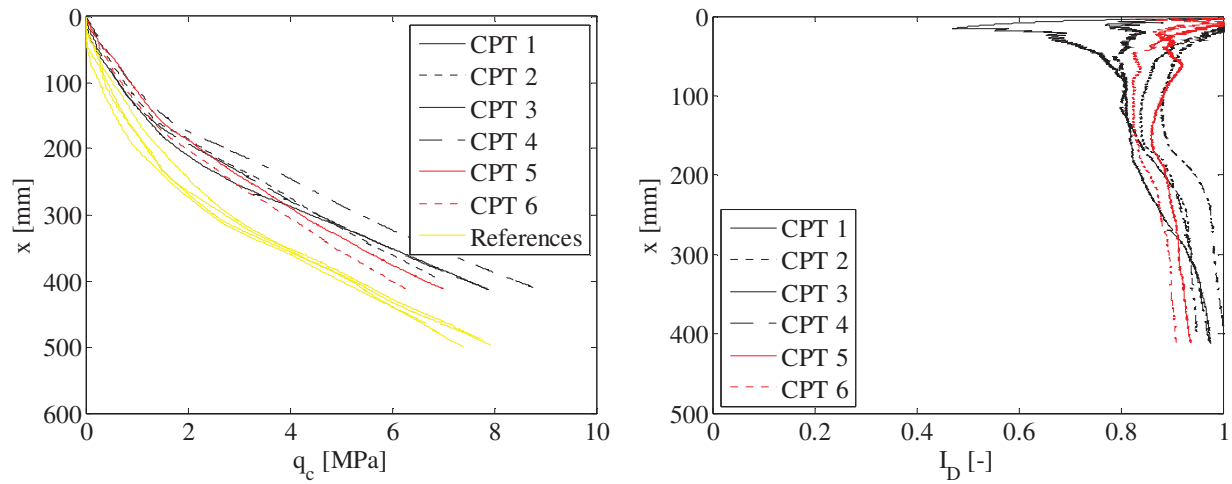 0
100
200
300
400
500
600
x [mm]
0
2
4
6
8
10
q_c [MPa]
CPT 1
CPT 2
CPT 3
CPT 4
CPT 5
CPT 6
References
0
100
200
300
400
500
x [mm]
0
0.2
0.4
0.6
0.8
1
I_D [-]
CPT 1
CPT 2
CPT 3
CPT 4
CPT 5
CPT 6